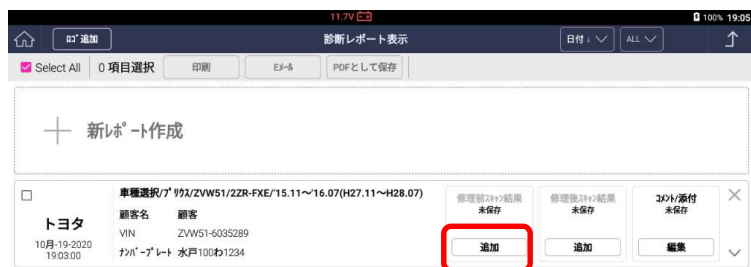 11.7V
100% 19:05
ﾛｺﾞ追加
診断レポート表示
日付↓
ALL
Select All
0 項目選択
印刷
Eﾒｰﾙ
PDFとして保存
新ﾚﾎﾟｰﾄ作成
トヨタ
10月-19-2020
19:03:00
車種選択/ﾌﾟﾘｳｽ/ZVW51/2ZR-FXE/'15.11～'16.07(H27.11～H28.07)
顧客名 顧客
VIN ZVW51-6035289
ﾅﾝﾊﾞｰﾌﾟﾚｰﾄ 水戸100わ1234
修理前ｽｷｬﾝ結果
未保存
追加
修理後ｽｷｬﾝ結果
未保存
追加
ｺﾒﾝﾄ/添付
未保存
編集